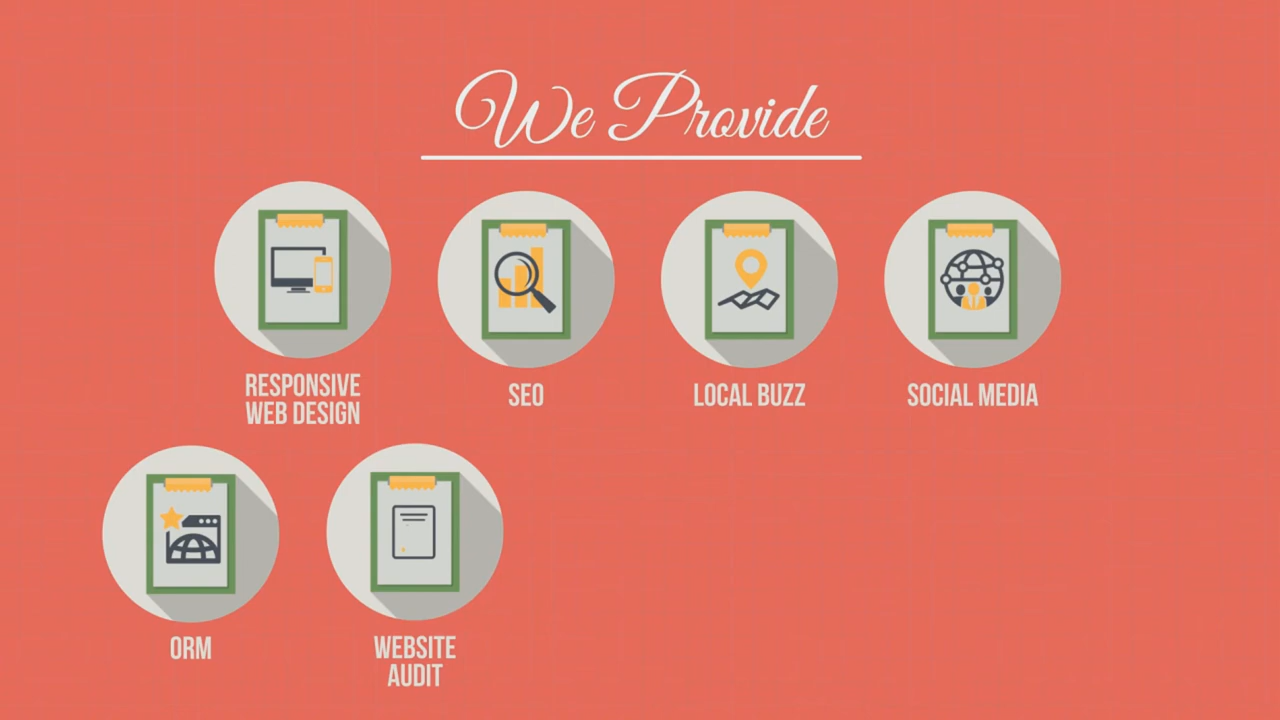 We Provide
RESPONSIVE
WEB DESIGN
SEO
LOCAL BUZZ
SOCIAL MEDIA
ORM
WEBSITE
AUDIT